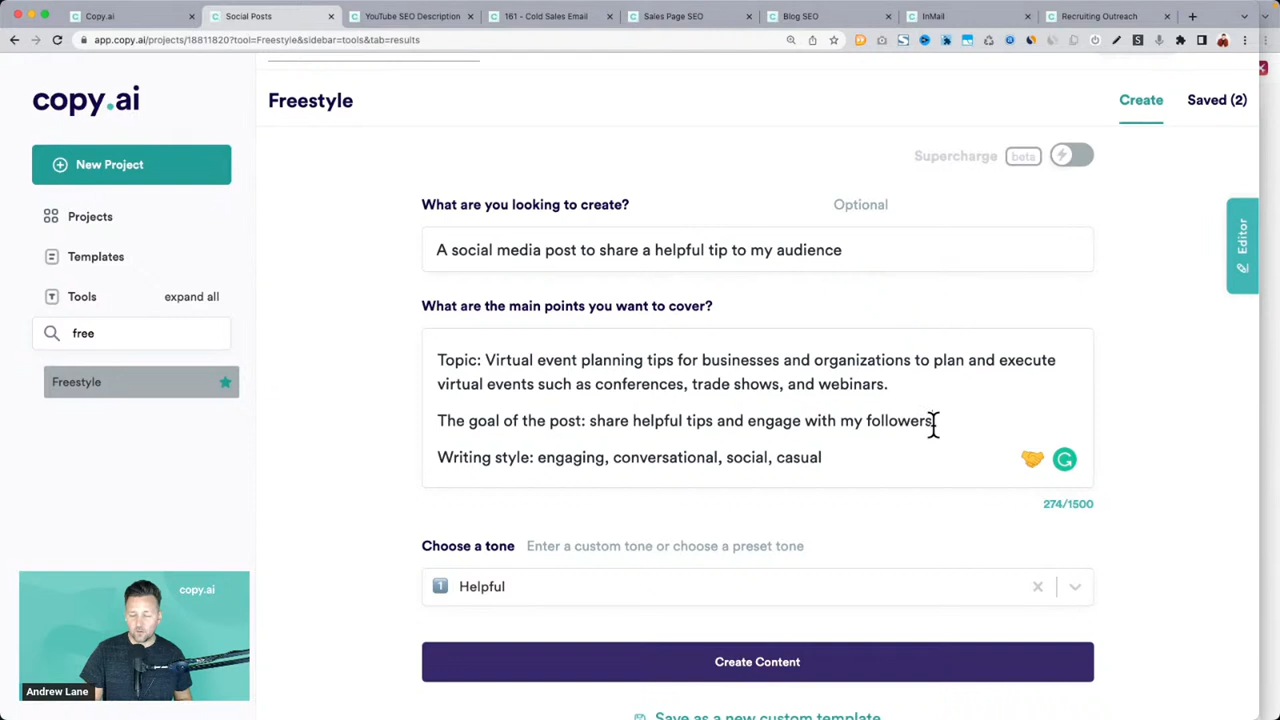 Copy.ai
Social Posts
YouTube SEO Description
161 - Cold Sales Email
Sales Page SEO
Blog SEO
InMail
Recruiting Outreach
app.copy.ai/projects/18811820?tool=Freestyle&sidebar=tools&tab=results
copy.ai
Freestyle
Create
Saved (2)
New Project
Supercharge beta
Projects
Templates
Tools
expand all
free
Freestyle
What are you looking to create?
Optional
A social media post to share a helpful tip to my audience
Editor
What are the main points you want to cover?
Topic: Virtual event planning tips for businesses and organizations to plan and execute
virtual events such as conferences, trade shows, and webinars.
The goal of the post: share helpful tips and engage with my followers
Writing style: engaging, conversational, social, casual
274/1500
Choose a tone
Enter a custom tone or choose a preset tone
1 Helpful
Create Content
Save as a new custom template
copy.ai
Andrew Lane